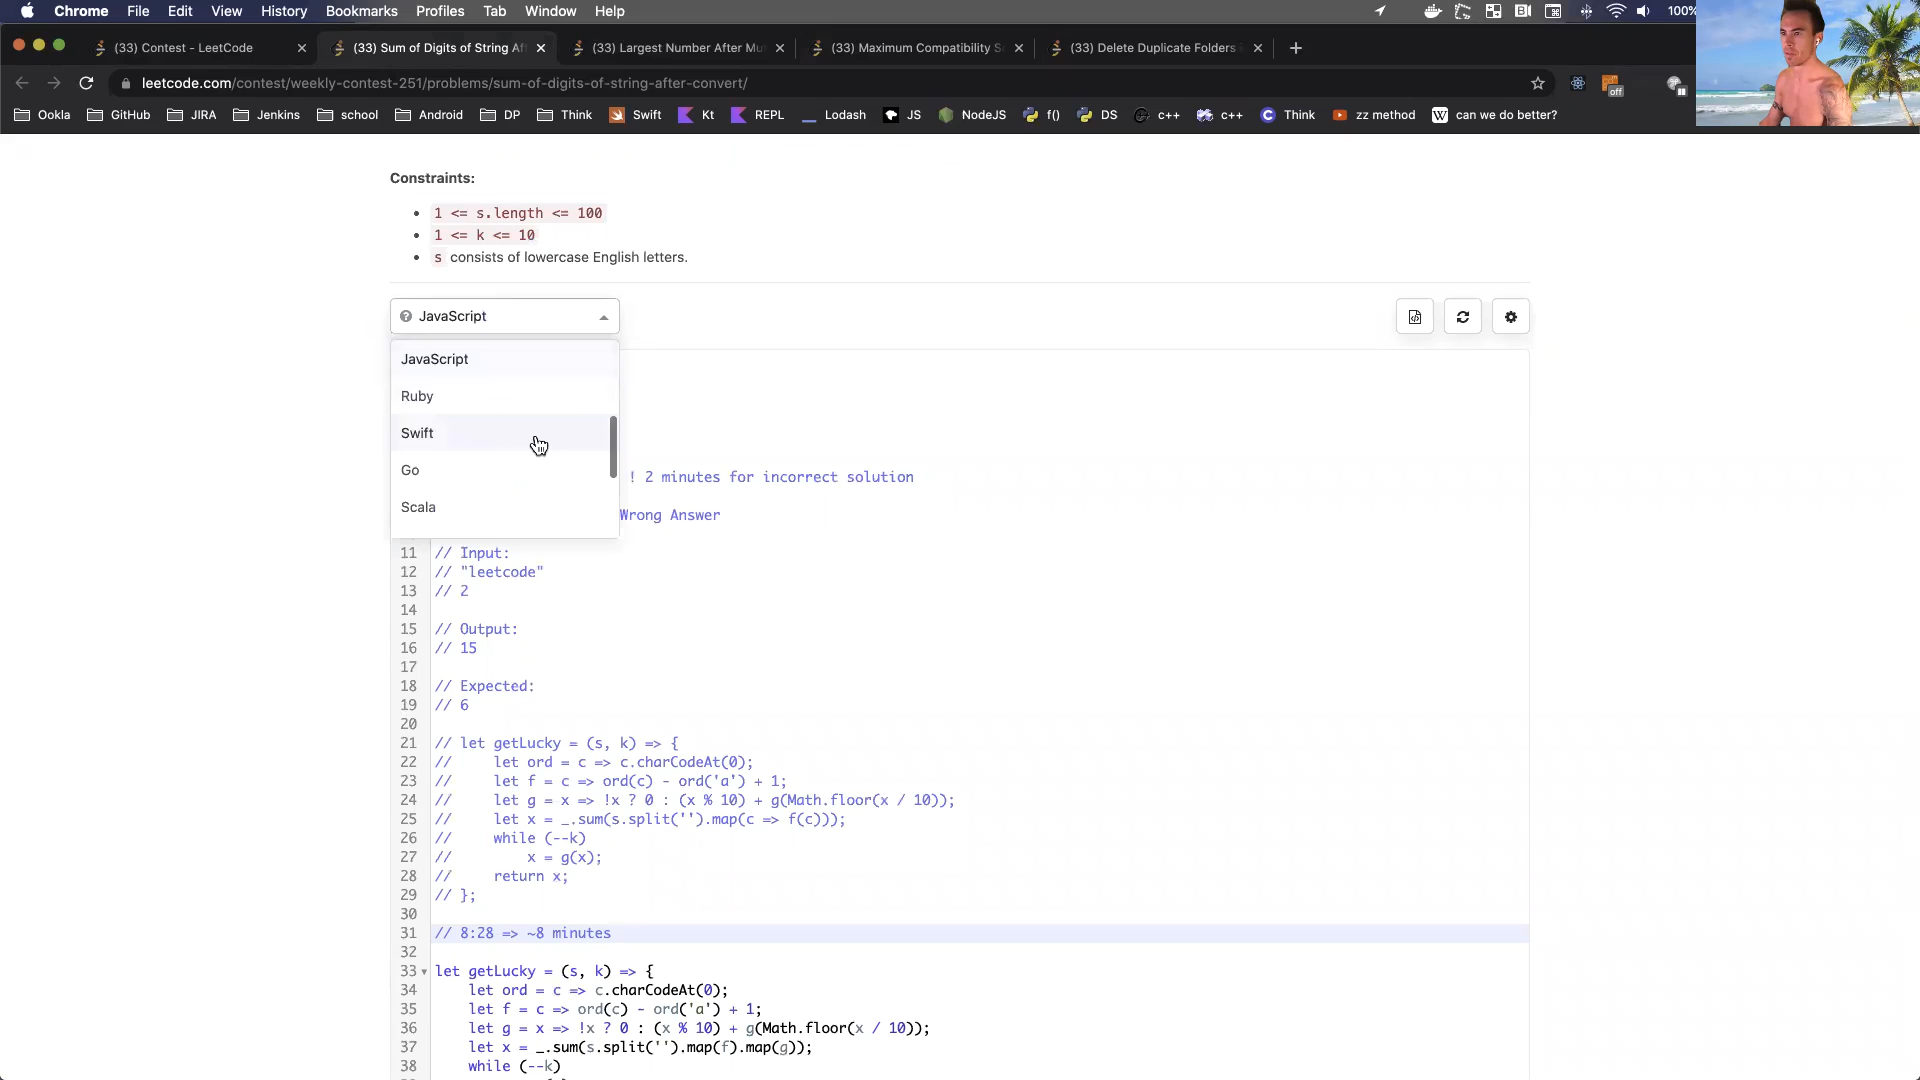 Chrome File Edit View History Bookmarks Profiles Tab Window Help 100%
(33) Contest - LeetCode (33) Sum of Digits of String Af (33) Largest Number After Mu (33) Maximum Compatibility S (33) Delete Duplicate Folders
leetcode.com/contest/weekly-contest-251/problems/sum-of-digits-of-string-after-convert/ off
Ookla GitHub JIRA Jenkins school Android DP Think Swift Kt REPL Lodash JS NodeJS f() DS c++ c++ Think zz method can we do better?
Constraints:
1 <= s.length <= 100
1 <= k <= 10
s consists of lowercase English letters.
JavaScript
JavaScript
Ruby
Swift
Go
Scala
! 2 minutes for incorrect solution
Wrong Answer
11 // Input:
12 // "leetcode"
13 // 2
14
15 // Output:
16 // 15
17
18 // Expected:
19 // 6
20
21 // let getLucky = (s, k) => {
22 //     let ord = c => c.charCodeAt(0);
23 //     let f = c => ord(c) - ord('a') + 1;
24 //     let g = x => !x ? 0 : (x % 10) + g(Math.floor(x / 10));
25 //     let x = _.sum(s.split('').map(c => f(c)));
26 //     while (--k)
27 //         x = g(x);
28 //     return x;
29 // };
30
31 // 8:28 => ~8 minutes
32
33 let getLucky = (s, k) => {
34     let ord = c => c.charCodeAt(0);
35     let f = c => ord(c) - ord('a') + 1;
36     let g = x => !x ? 0 : (x % 10) + g(Math.floor(x / 10));
37     let x = _.sum(s.split('').map(f).map(g));
38     while (--k)